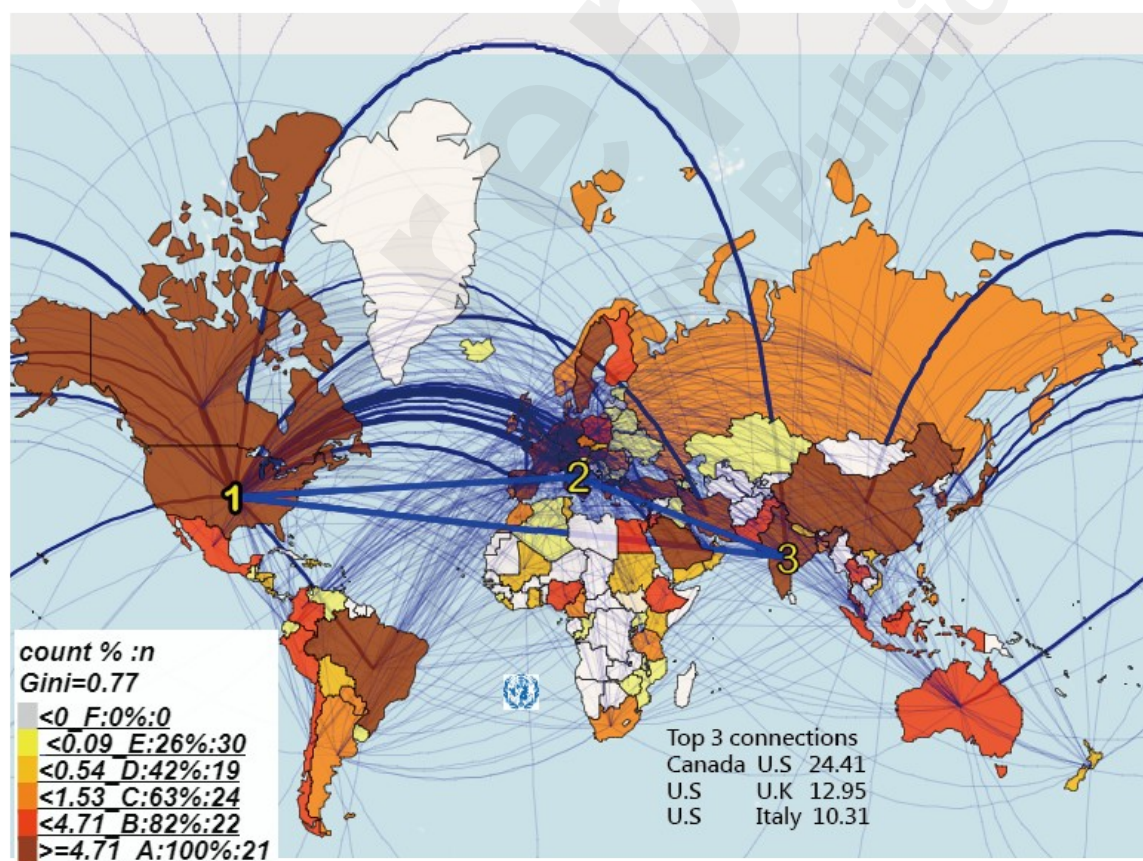 1
2
3
count % :n
Gini=0.77
<0_F:0%:0
<0.09_E:26%:30
<0.54_D:42%:19
<1.53_C:63%:24
<4.71_B:82%:22
>=4.71_A:100%:21
Top 3 connections
Canada U.S 24.41
U.S U.K 12.95
U.S Italy 10.31